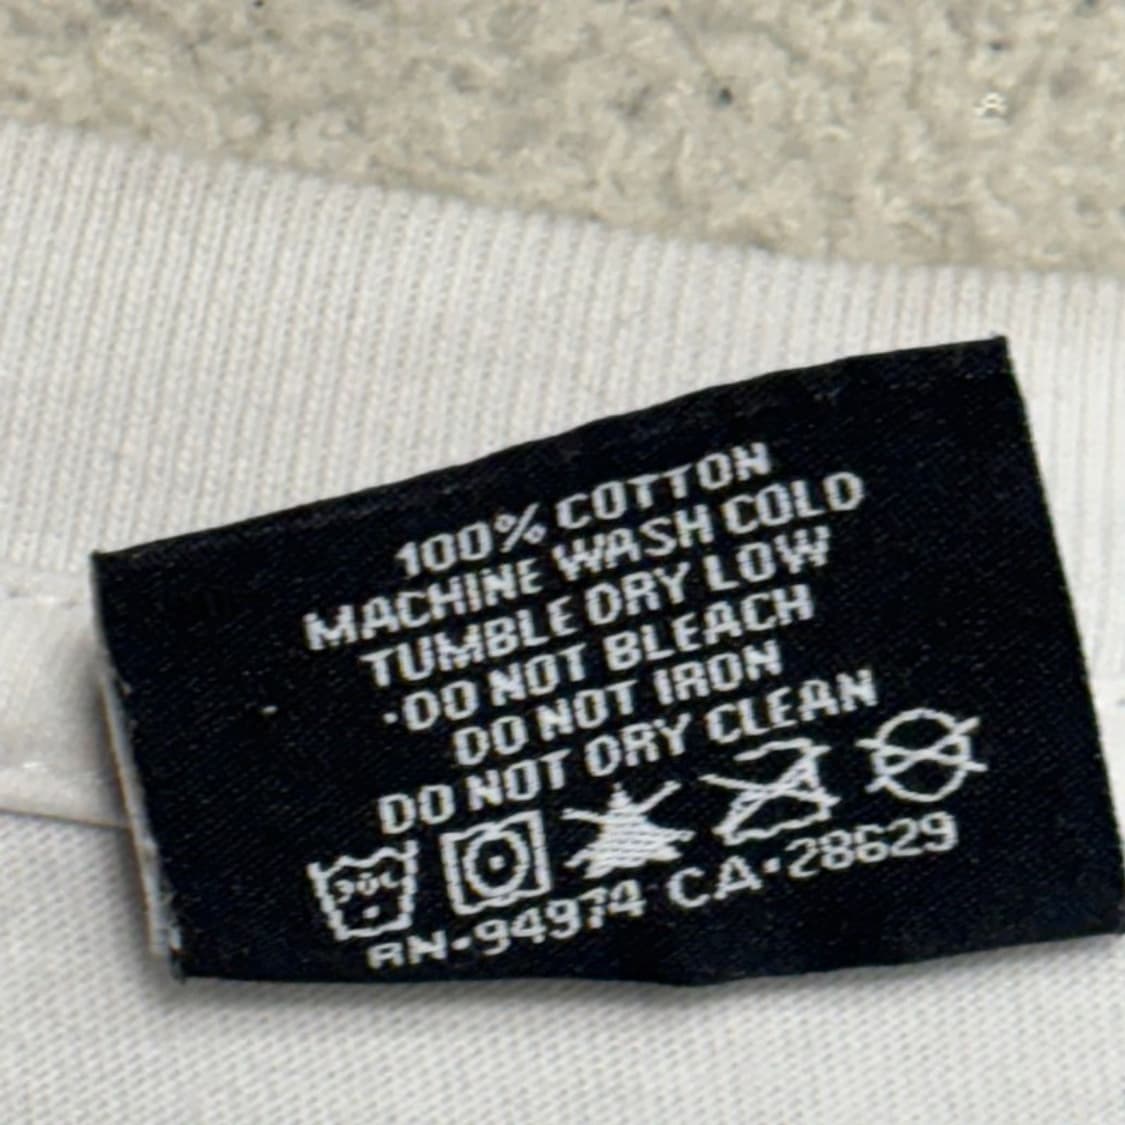 100% COTTON
MACHINE WASH COLD
TUMBLE DRY LOW
·DO NOT BLEACH
DO NOT IRON
DO NOT DRY CLEAN
30C
RN-94974 CA·28629